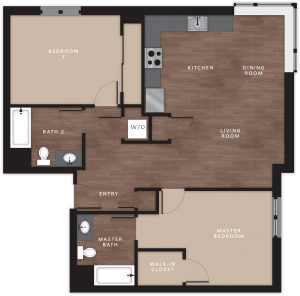 BEDROOM
2
KITCHEN
DINING
ROOM
W/D
BATH 2
LIVING
ROOM
ENTRY
MASTER
BATH
MASTER
BEDROOM
WALK-IN
CLOSET